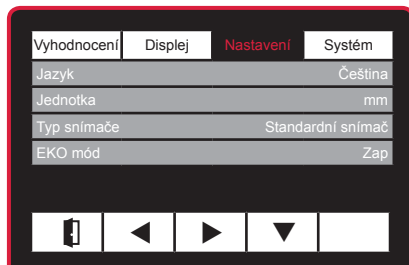 Vyhodnocení Displej Nastavení Systém
Jazyk Čeština
Jednotka mm
Typ snímače Standardní snímač
EKO mód Zap